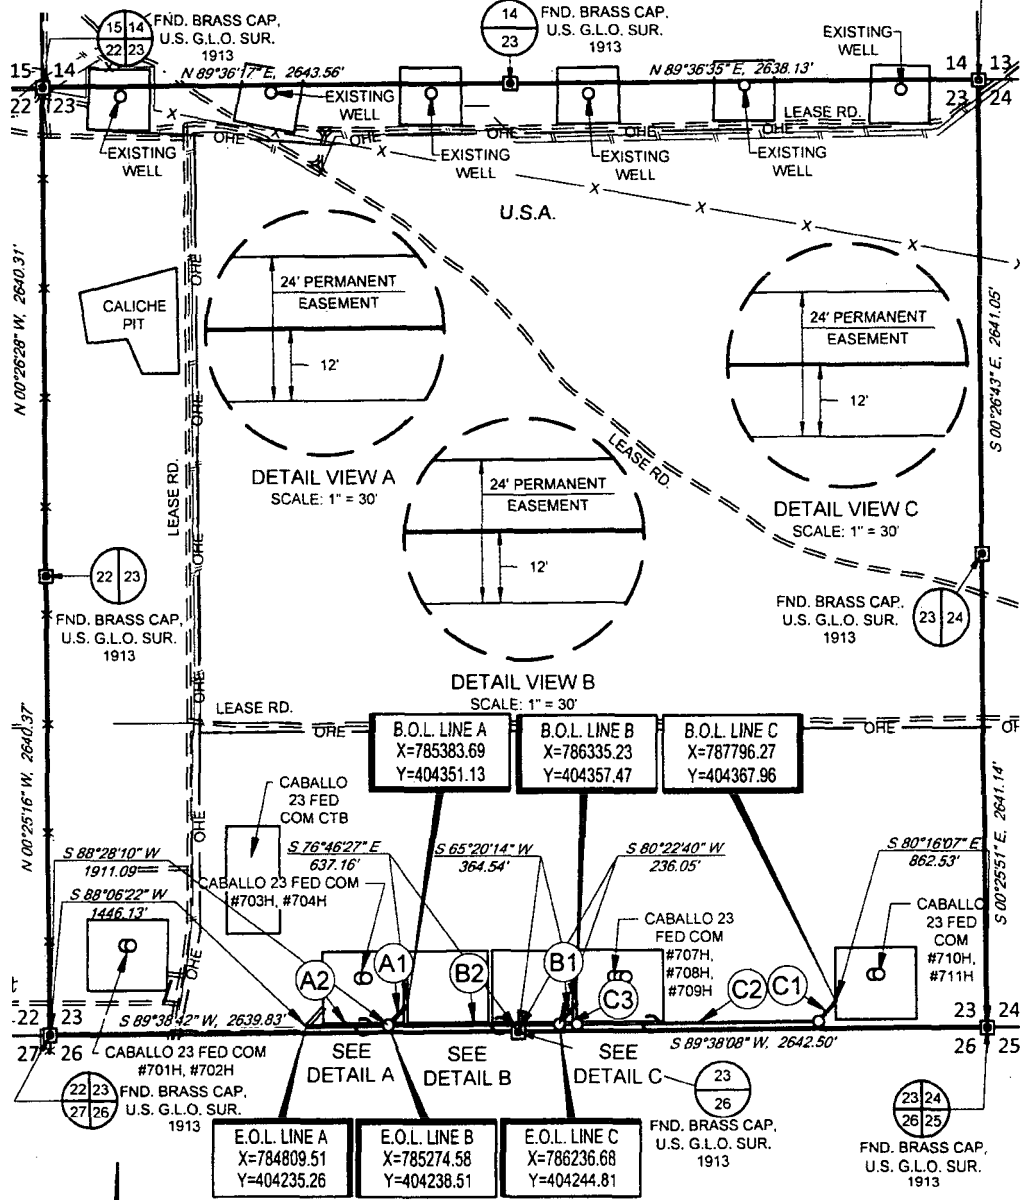 15 14
22 23
FND. BRASS CAP,
U.S. G.L.O. SUR.
1913
14
23
FND. BRASS CAP,
U.S. G.L.O. SUR.
1913
EXISTING
WELL
15 14
22 23
N 89°36'17" E, 2643.56'
N 89°36'35" E, 2638.13'
14 13
23 24
EXISTING
WELL
LEASE RD.
OHE
OHE
OHE
OHE
EXISTING
WELL
EXISTING
WELL
EXISTING
WELL
EXISTING
WELL
X
X
X
X
X
X
U.S.A.
N 00°26'28" W, 2640.31'
OHE
CALICHE
PIT
24' PERMANENT
EASEMENT
12'
DETAIL VIEW A
SCALE: 1" = 30'
24' PERMANENT
EASEMENT
12'
DETAIL VIEW C
SCALE: 1" = 30'
S 00°26'43" E, 2641.05'
OHE
LEASE RD.
LEASE RD.
24' PERMANENT
EASEMENT
12'
DETAIL VIEW B
SCALE: 1" = 30'
OHE
22 23
FND. BRASS CAP,
U.S. G.L.O. SUR.
1913
FND. BRASS CAP,
U.S. G.L.O. SUR.
1913
23 24
OHE
LEASE RD.
OHE
OHE
OHE
OH
N 00°25'16" W, 2640.37'
B.O.L. LINE A
X=785383.69
Y=404351.13
B.O.L. LINE B
X=786335.23
Y=404357.47
B.O.L. LINE C
X=787796.27
Y=404367.96
S 00°25'51" E, 2641.14'
OHE
CABALLO
23 FED
COM CTB
S 88°28'10" W
1911.09'
S 76°46'27" E
637.16'
S 65°20'14" W
364.54'
S 80°22'40" W
236.05'
S 80°16'07" E
862.53'
S 88°06'22" W
1446.13'
CABALLO 23 FED COM
#703H, #704H
CABALLO 23
FED COM
#707H,
#708H,
#709H
CABALLO
23 FED
COM
#710H,
#711H
OHE
A2
A1
B2
B1
C3
C2
C1
22 23
27 26
S 89°38'42" W, 2639.83'
S 89°38'08" W, 2642.50'
23 24
26 25
CABALLO 23 FED COM
#701H, #702H
SEE
DETAIL A
SEE
DETAIL B
SEE
DETAIL C
22 23
27 26
FND. BRASS CAP,
U.S. G.L.O. SUR.
1913
23
26
FND. BRASS CAP,
U.S. G.L.O. SUR.
1913
23 24
26 25
FND. BRASS CAP,
U.S. G.L.O. SUR.
1913
E.O.L. LINE A
X=784809.51
Y=404235.26
E.O.L. LINE B
X=785274.58
Y=404238.51
E.O.L. LINE C
X=786236.68
Y=404244.81